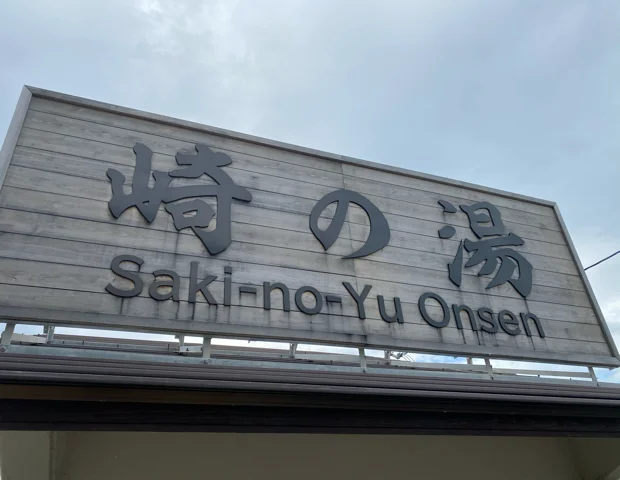 崎の湯
Saki-no-Yu Onsen